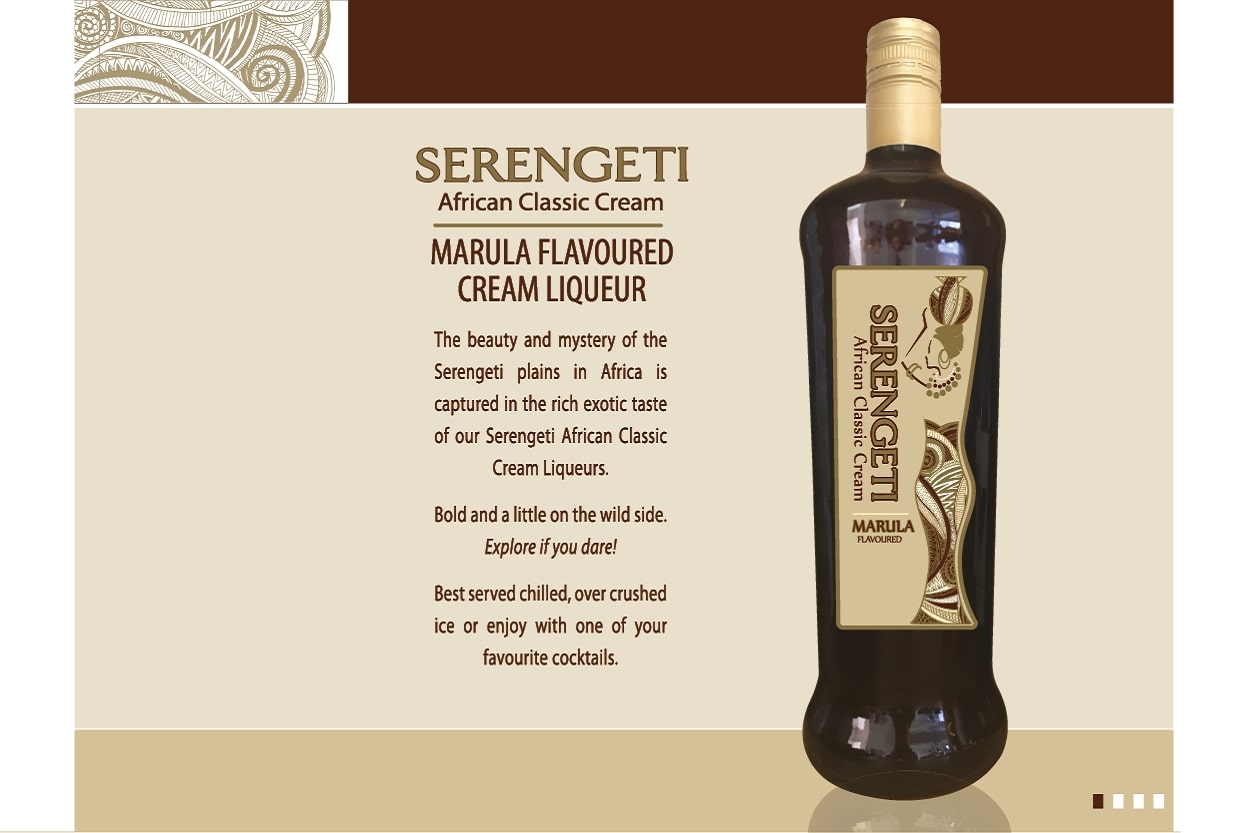 SERENGETI
African Classic Cream
MARULA FLAVOURED
CREAM LIQUEUR
The beauty and mystery of the
Serengeti plains in Africa is
captured in the rich exotic taste
of our Serengeti African Classic
Cream Liqueurs.
Bold and a little on the wild side.
Explore if you dare!
Best served chilled, over crushed
ice or enjoy with one of your
favourite cocktails.
SERENGETI
African Classic Cream
MARULA
FLAVOURED